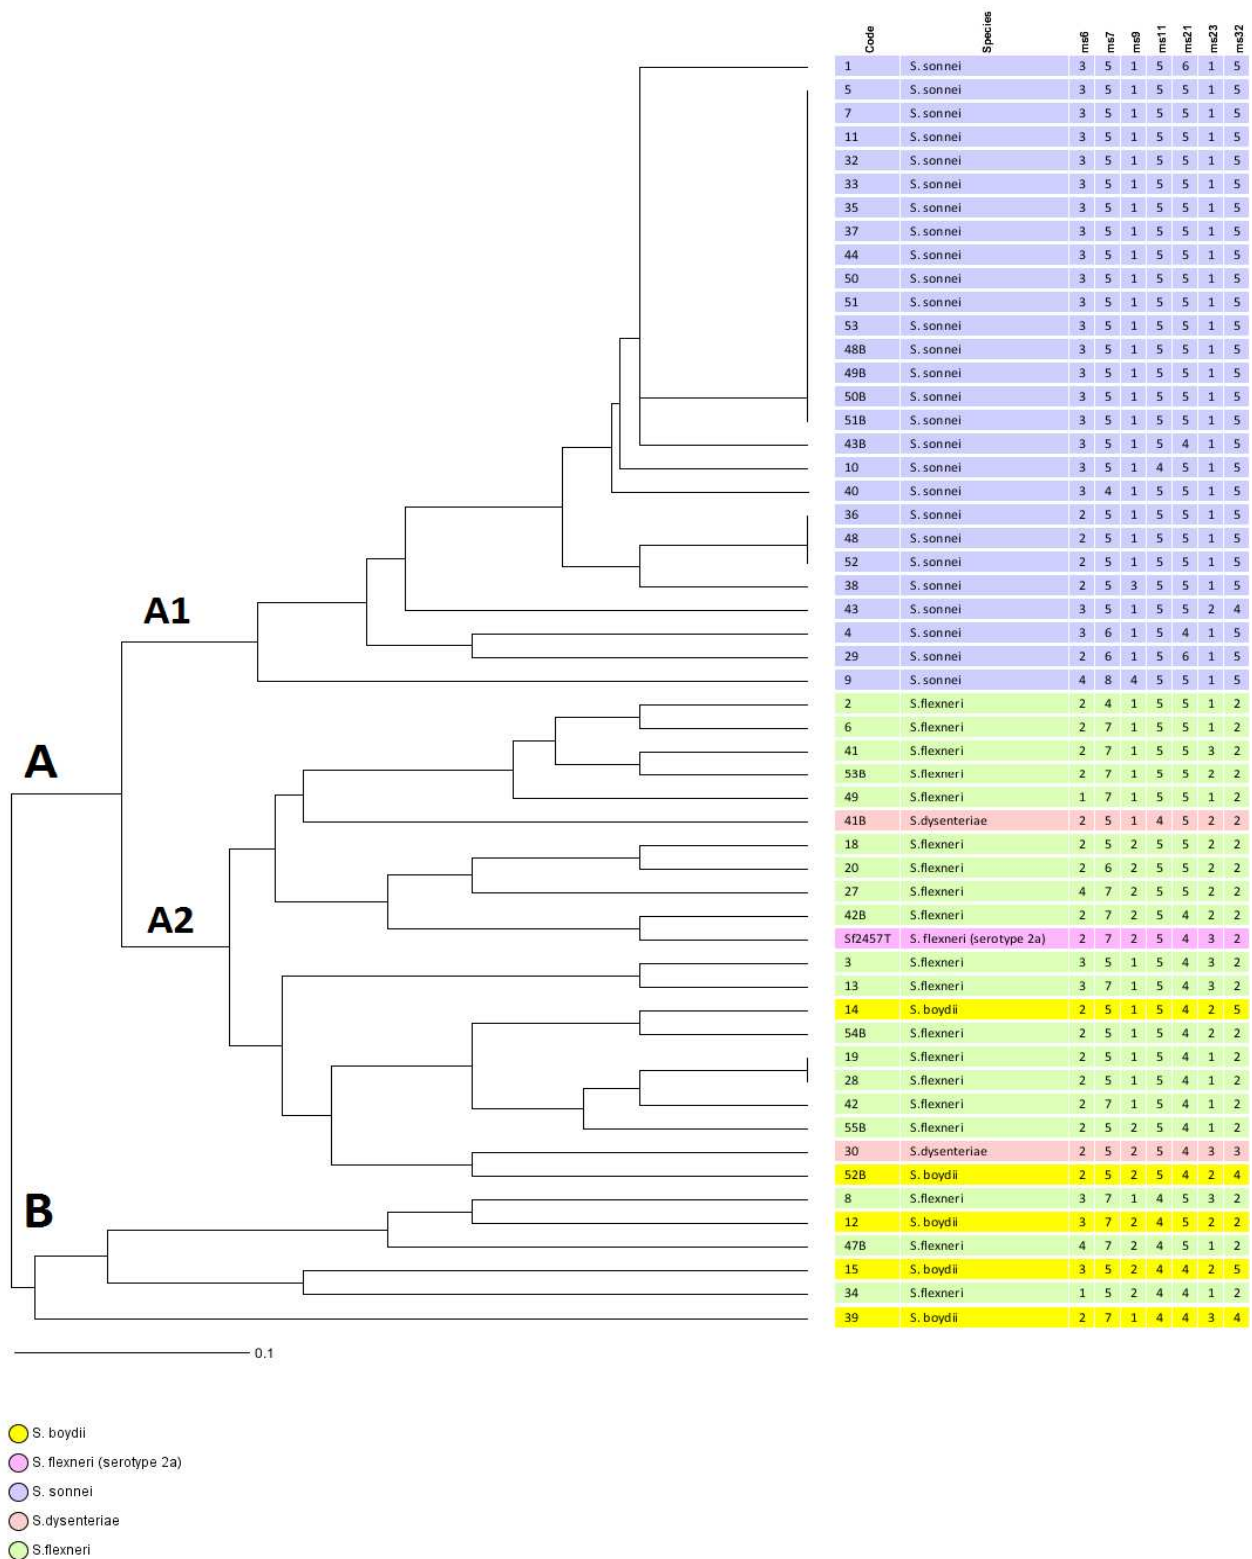 Code Species ms6 ms7 ms9 ms11 ms21 ms23 ms32
1 S. sonnei 3 5 1 5 6 1 5
5 S. sonnei 3 5 1 5 5 1 5
7 S. sonnei 3 5 1 5 5 1 5
11 S. sonnei 3 5 1 5 5 1 5
32 S. sonnei 3 5 1 5 5 1 5
33 S. sonnei 3 5 1 5 5 1 5
35 S. sonnei 3 5 1 5 5 1 5
37 S. sonnei 3 5 1 5 5 1 5
44 S. sonnei 3 5 1 5 5 1 5
50 S. sonnei 3 5 1 5 5 1 5
51 S. sonnei 3 5 1 5 5 1 5
53 S. sonnei 3 5 1 5 5 1 5
48B S. sonnei 3 5 1 5 5 1 5
49B S. sonnei 3 5 1 5 5 1 5
50B S. sonnei 3 5 1 5 5 1 5
51B S. sonnei 3 5 1 5 5 1 5
43B S. sonnei 3 5 1 5 4 1 5
10 S. sonnei 3 5 1 4 5 1 5
40 S. sonnei 3 4 1 5 5 1 5
36 S. sonnei 2 5 1 5 5 1 5
48 S. sonnei 2 5 1 5 5 1 5
52 S. sonnei 2 5 1 5 5 1 5
38 S. sonnei 2 5 3 5 5 1 5
A1
43 S. sonnei 3 5 1 5 5 2 4
4 S. sonnei 3 6 1 5 4 1 5
29 S. sonnei 2 6 1 5 6 1 5
9 S. sonnei 4 8 4 5 5 1 5
2 S.flexneri 2 4 1 5 5 1 2
6 S.flexneri 2 7 1 5 5 1 2
41 S.flexneri 2 7 1 5 5 3 2
A
53B S.flexneri 2 7 1 5 5 2 2
49 S.flexneri 1 7 1 5 5 1 2
41B S.dysenteriae 2 5 1 4 5 2 2
18 S.flexneri 2 5 2 5 5 2 2
20 S.flexneri 2 6 2 5 5 2 2
27 S.flexneri 4 7 2 5 5 2 2
42B S.flexneri 2 7 2 5 4 2 2
A2
Sf2457T S. flexneri (serotype 2a) 2 7 2 5 4 3 2
3 S.flexneri 3 5 1 5 4 3 2
13 S.flexneri 3 7 1 5 4 3 2
14 S. boydii 2 5 1 5 4 2 5
54B S.flexneri 2 5 1 5 4 2 2
19 S.flexneri 2 5 1 5 4 1 2
28 S.flexneri 2 5 1 5 4 1 2
42 S.flexneri 2 7 1 5 4 1 2
55B S.flexneri 2 5 2 5 4 1 2
30 S.dysenteriae 2 5 2 5 4 3 3
52B S. boydii 2 5 2 5 4 2 4
8 S.flexneri 3 7 1 4 5 3 2
B
12 S. boydii 3 7 2 4 5 2 2
47B S.flexneri 4 7 2 4 5 1 2
15 S. boydii 3 5 2 4 4 2 5
34 S.flexneri 1 5 2 4 4 1 2
39 S. boydii 2 7 1 4 4 3 4
0.1
S. boydii
S. flexneri (serotype 2a)
S. sonnei
S.dysenteriae
S.flexneri